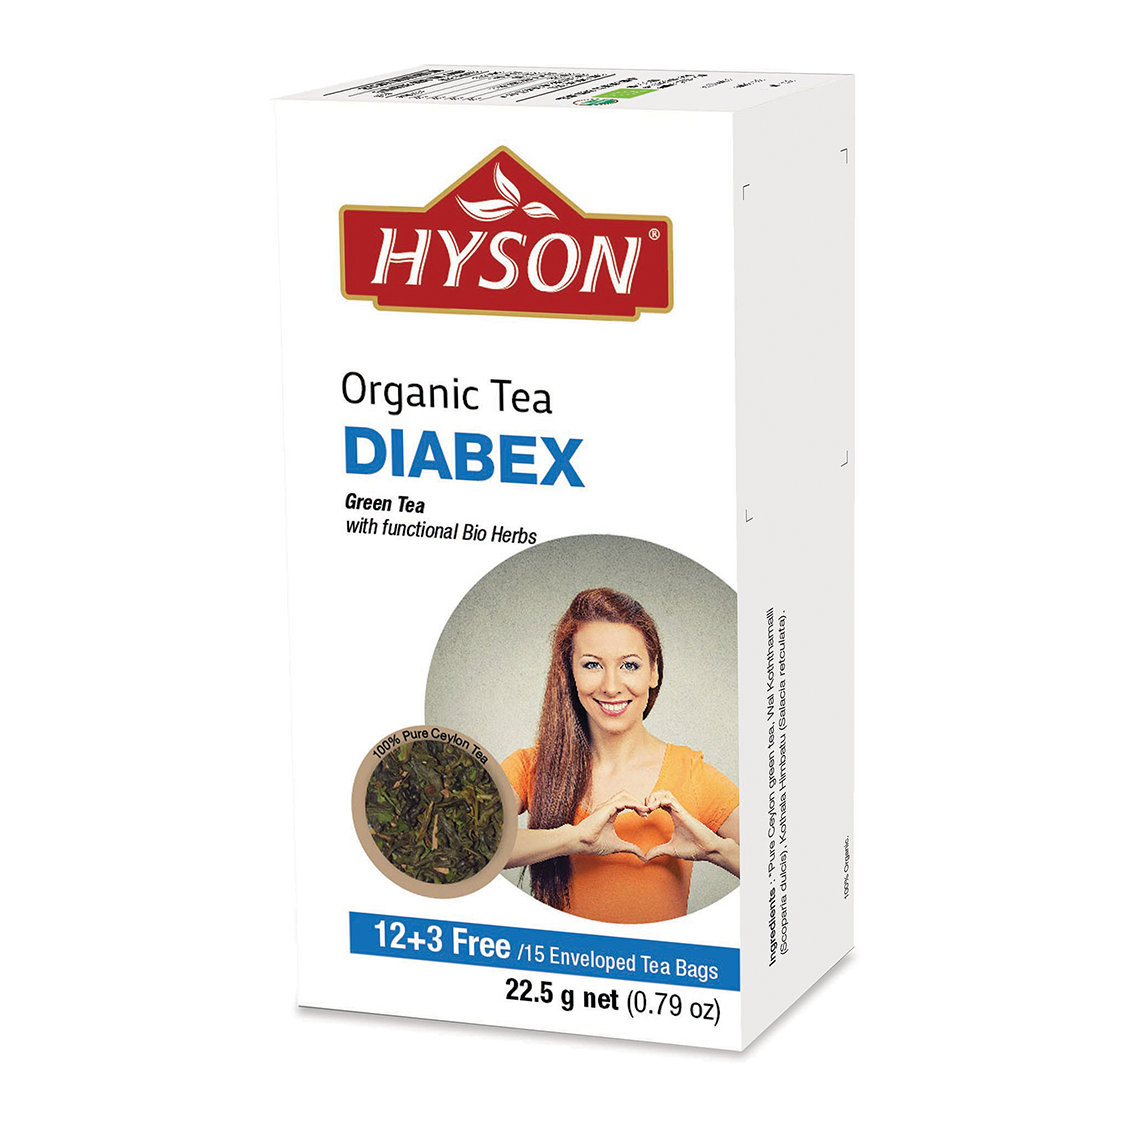 HYSON®
Organic Tea
DIABEX
Green Tea
with functional Bio Herbs
100% Pure Ceylon Tea
12+3 Free /15 Enveloped Tea Bags
22.5 g net (0.79 oz)
Ingredients : *Pure Ceylon green tea, Wal Koththamalli
(Scoparia dulcis), Kothala Himbatu (Salacia retculata).
100% Organic.